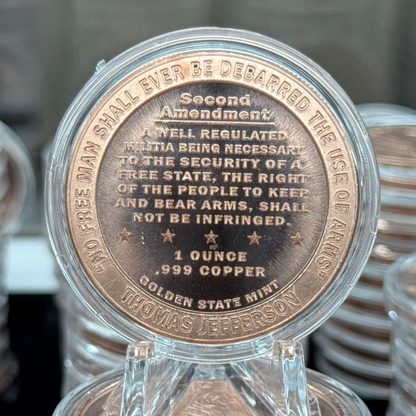 "NO FREE MAN SHALL EVER BE DEBARRED THE USE OF ARMS"
Second
Amendment
A WELL REGULATED
MILITIA BEING NECESSARY
TO THE SECURITY OF A
FREE STATE, THE RIGHT
OF THE PEOPLE TO KEEP
AND BEAR ARMS, SHALL
NOT BE INFRINGED.
1 OUNCE
.999 COPPER
GOLDEN STATE MINT
THOMAS JEFFERSON